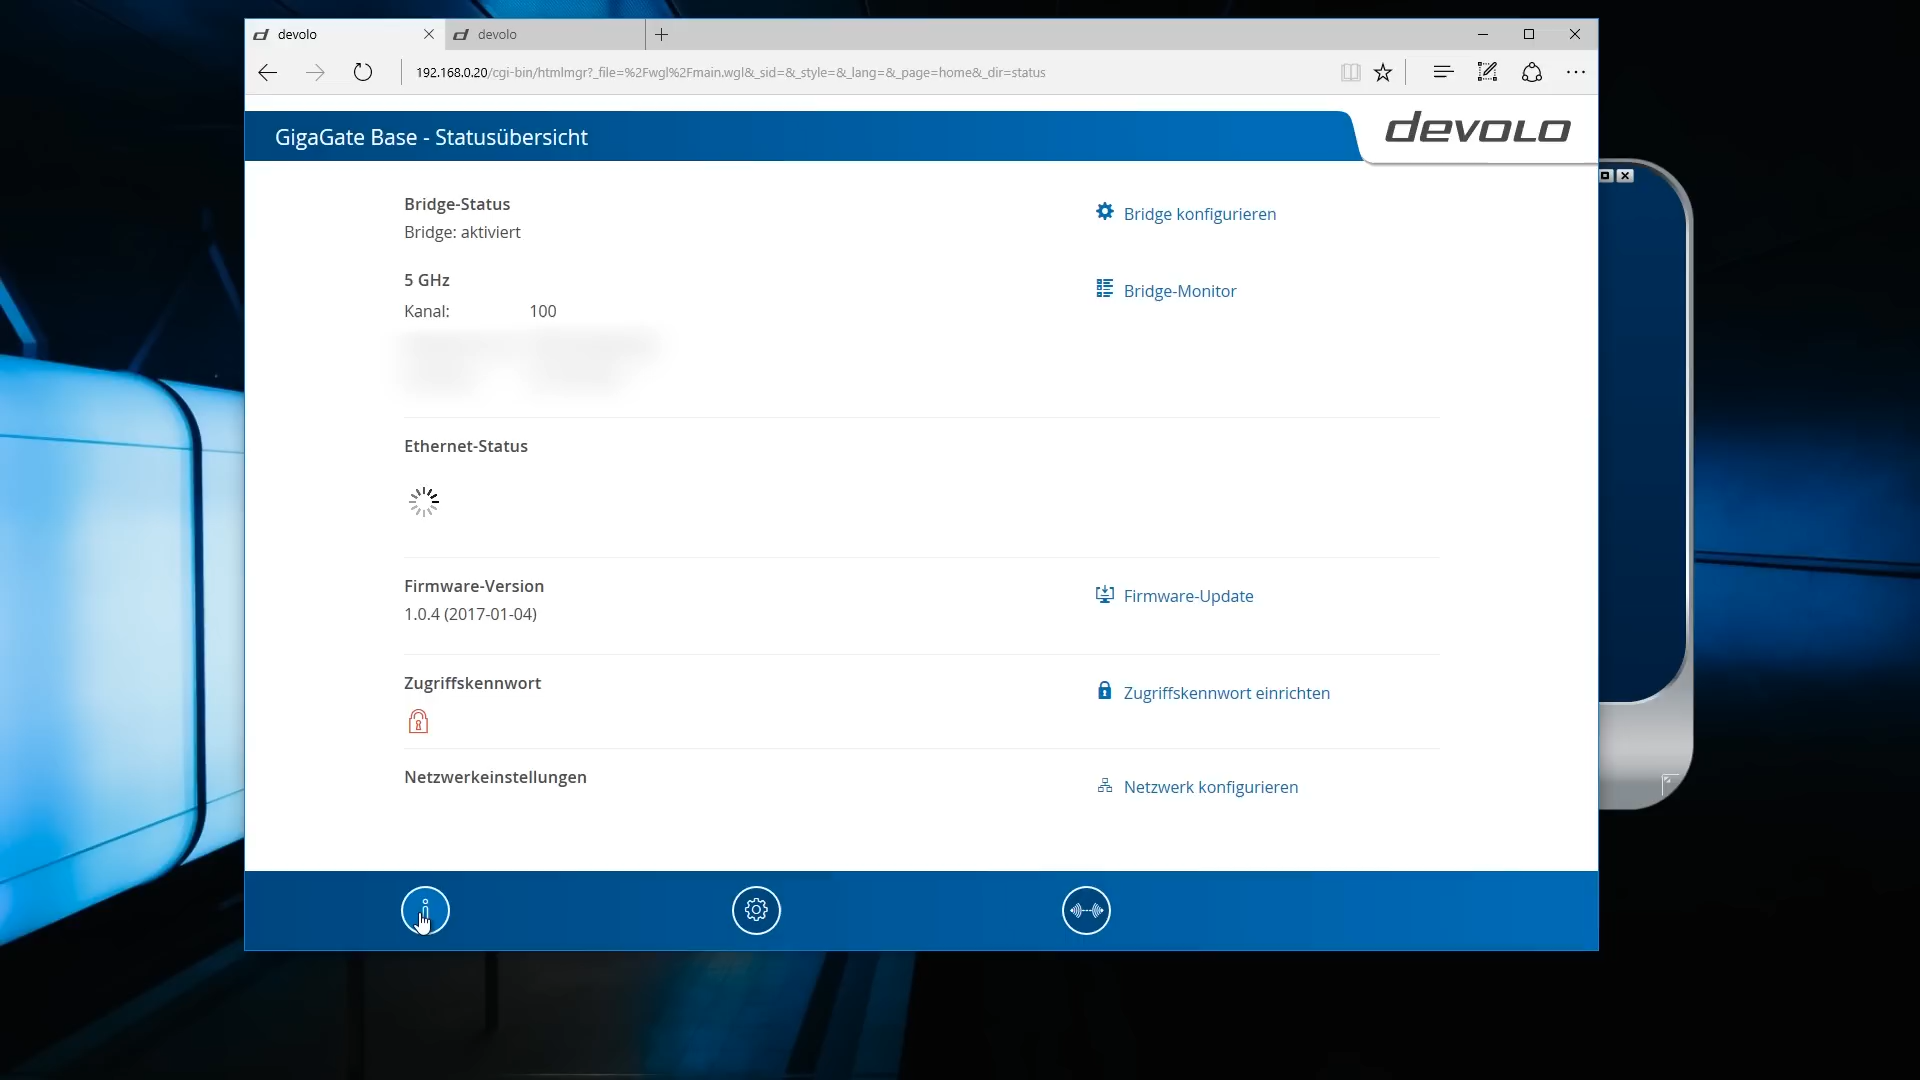 devolo
devolo
192.168.0.20/cgi-bin/htmlmgr?_file=%2Fwgl%2Fmain.wgl&_sid=&_style=&_lang=&_page=home&_dir=status
GigaGate Base - Statusübersicht
devolo
Bridge-Status
Bridge konfigurieren
Bridge: aktiviert
5 GHz
Bridge-Monitor
Kanal: 100
Ethernet-Status
Firmware-Version
Firmware-Update
1.0.4 (2017-01-04)
Zugriffskennwort
Zugriffskennwort einrichten
Netzwerkeinstellungen
Netzwerk konfigurieren